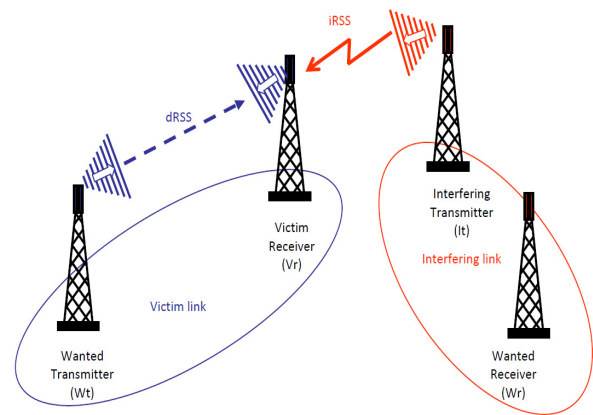 iRSS
dRSS
Interfering
Transmitter
(It)
Victim
Receiver
(Vr)
Interfering link
Victim link
Wanted
Transmitter
(Wt)
Wanted
Receiver
(Wr)